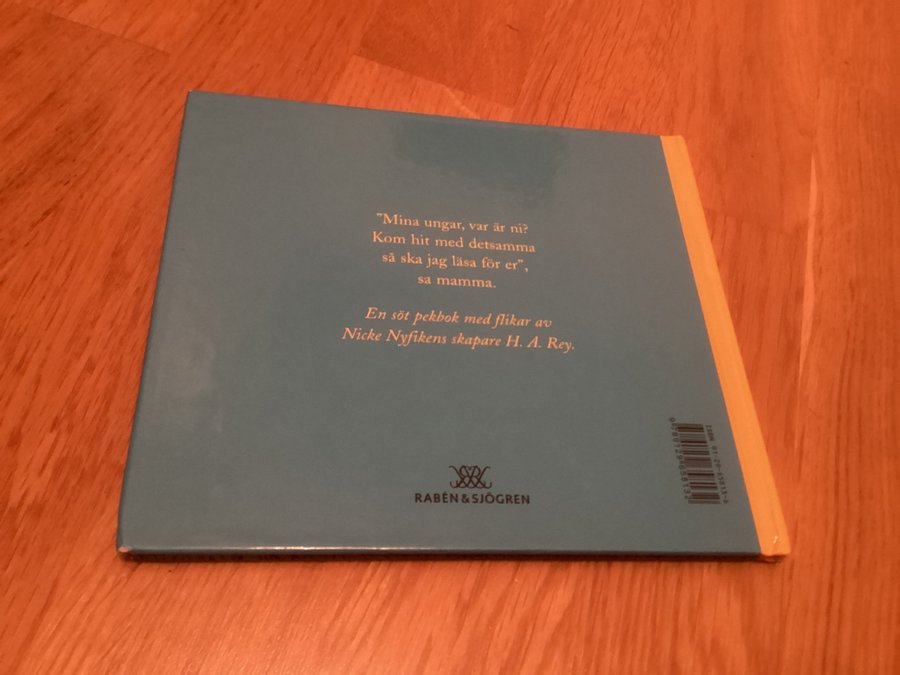 "Mina ungar, var är ni?
Kom hit med detsamma
så ska jag läsa för er",
sa mamma.
En söt pekbok med flikar av
Nicke Nyfikens skapare H. A. Rey.
RABÉN & SJÖGREN
ISBN